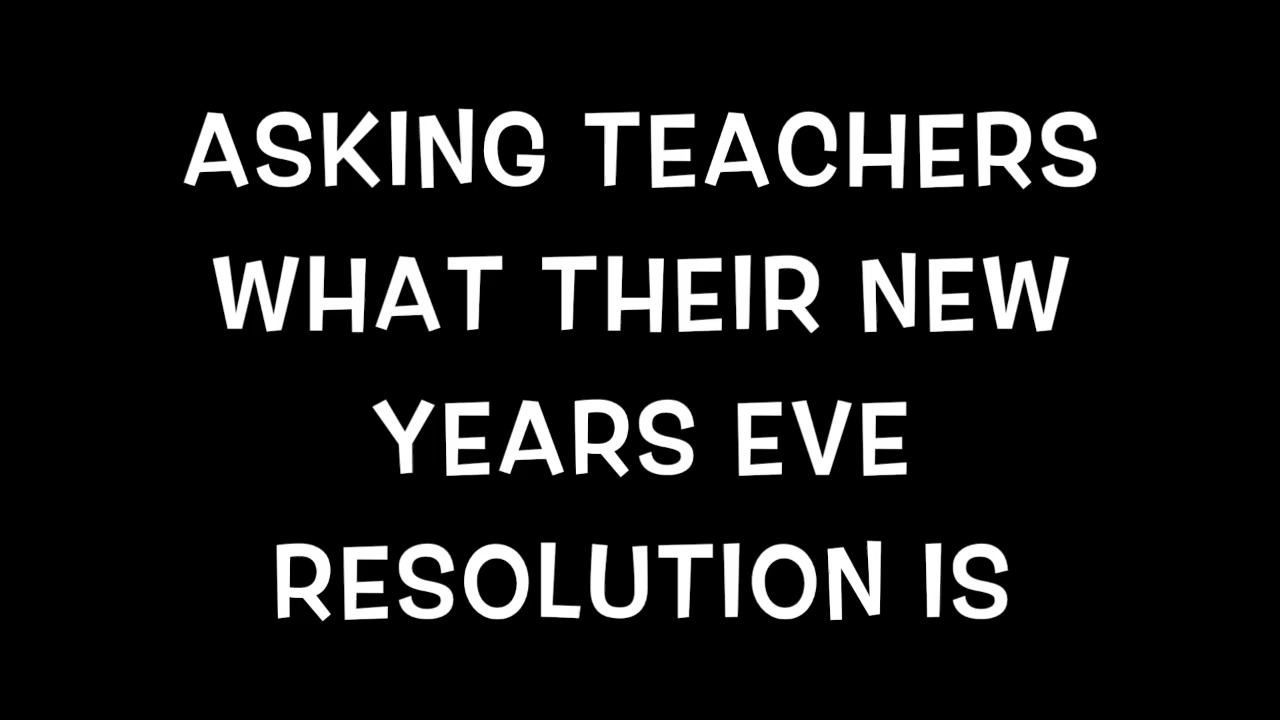 ASKING TEACHERS
WHAT THEIR NEW
YEARS EVE
RESOLUTION IS